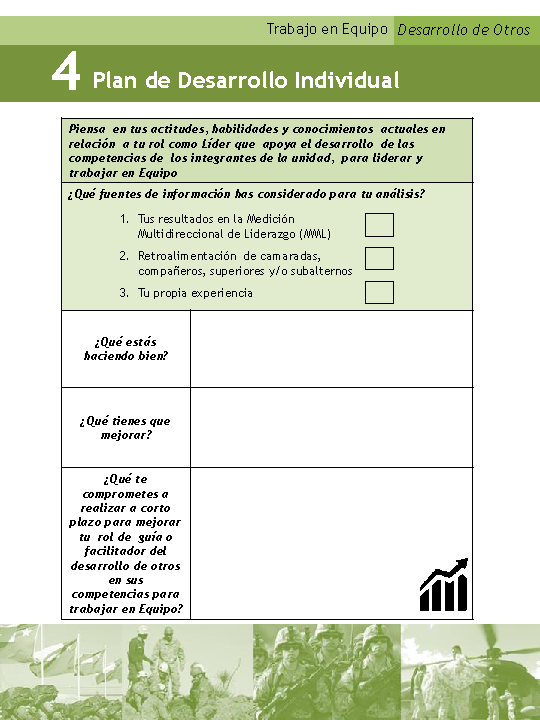 Trabajo en Equipo Desarrollo de Otros
4 Plan de Desarrollo Individual
Piensa en tus actitudes, habilidades y conocimientos actuales en
relación a tu rol como Líder que apoya el desarrollo de las
competencias de los integrantes de la unidad, para liderar y
trabajar en Equipo
¿Qué fuentes de información has considerado para tu análisis?
1. Tus resultados en la Medición
Multidireccional de Liderazgo (MML)
2. Retroalimentación de camaradas,
compañeros, superiores y/o subalternos
3. Tu propia experiencia
¿Qué estás
haciendo bien?
¿Qué tienes que
mejorar?
¿Qué te
comprometes a
realizar a corto
plazo para mejorar
tu rol de guía o
facilitador del
desarrollo de otros
en sus
competencias para
trabajar en Equipo?